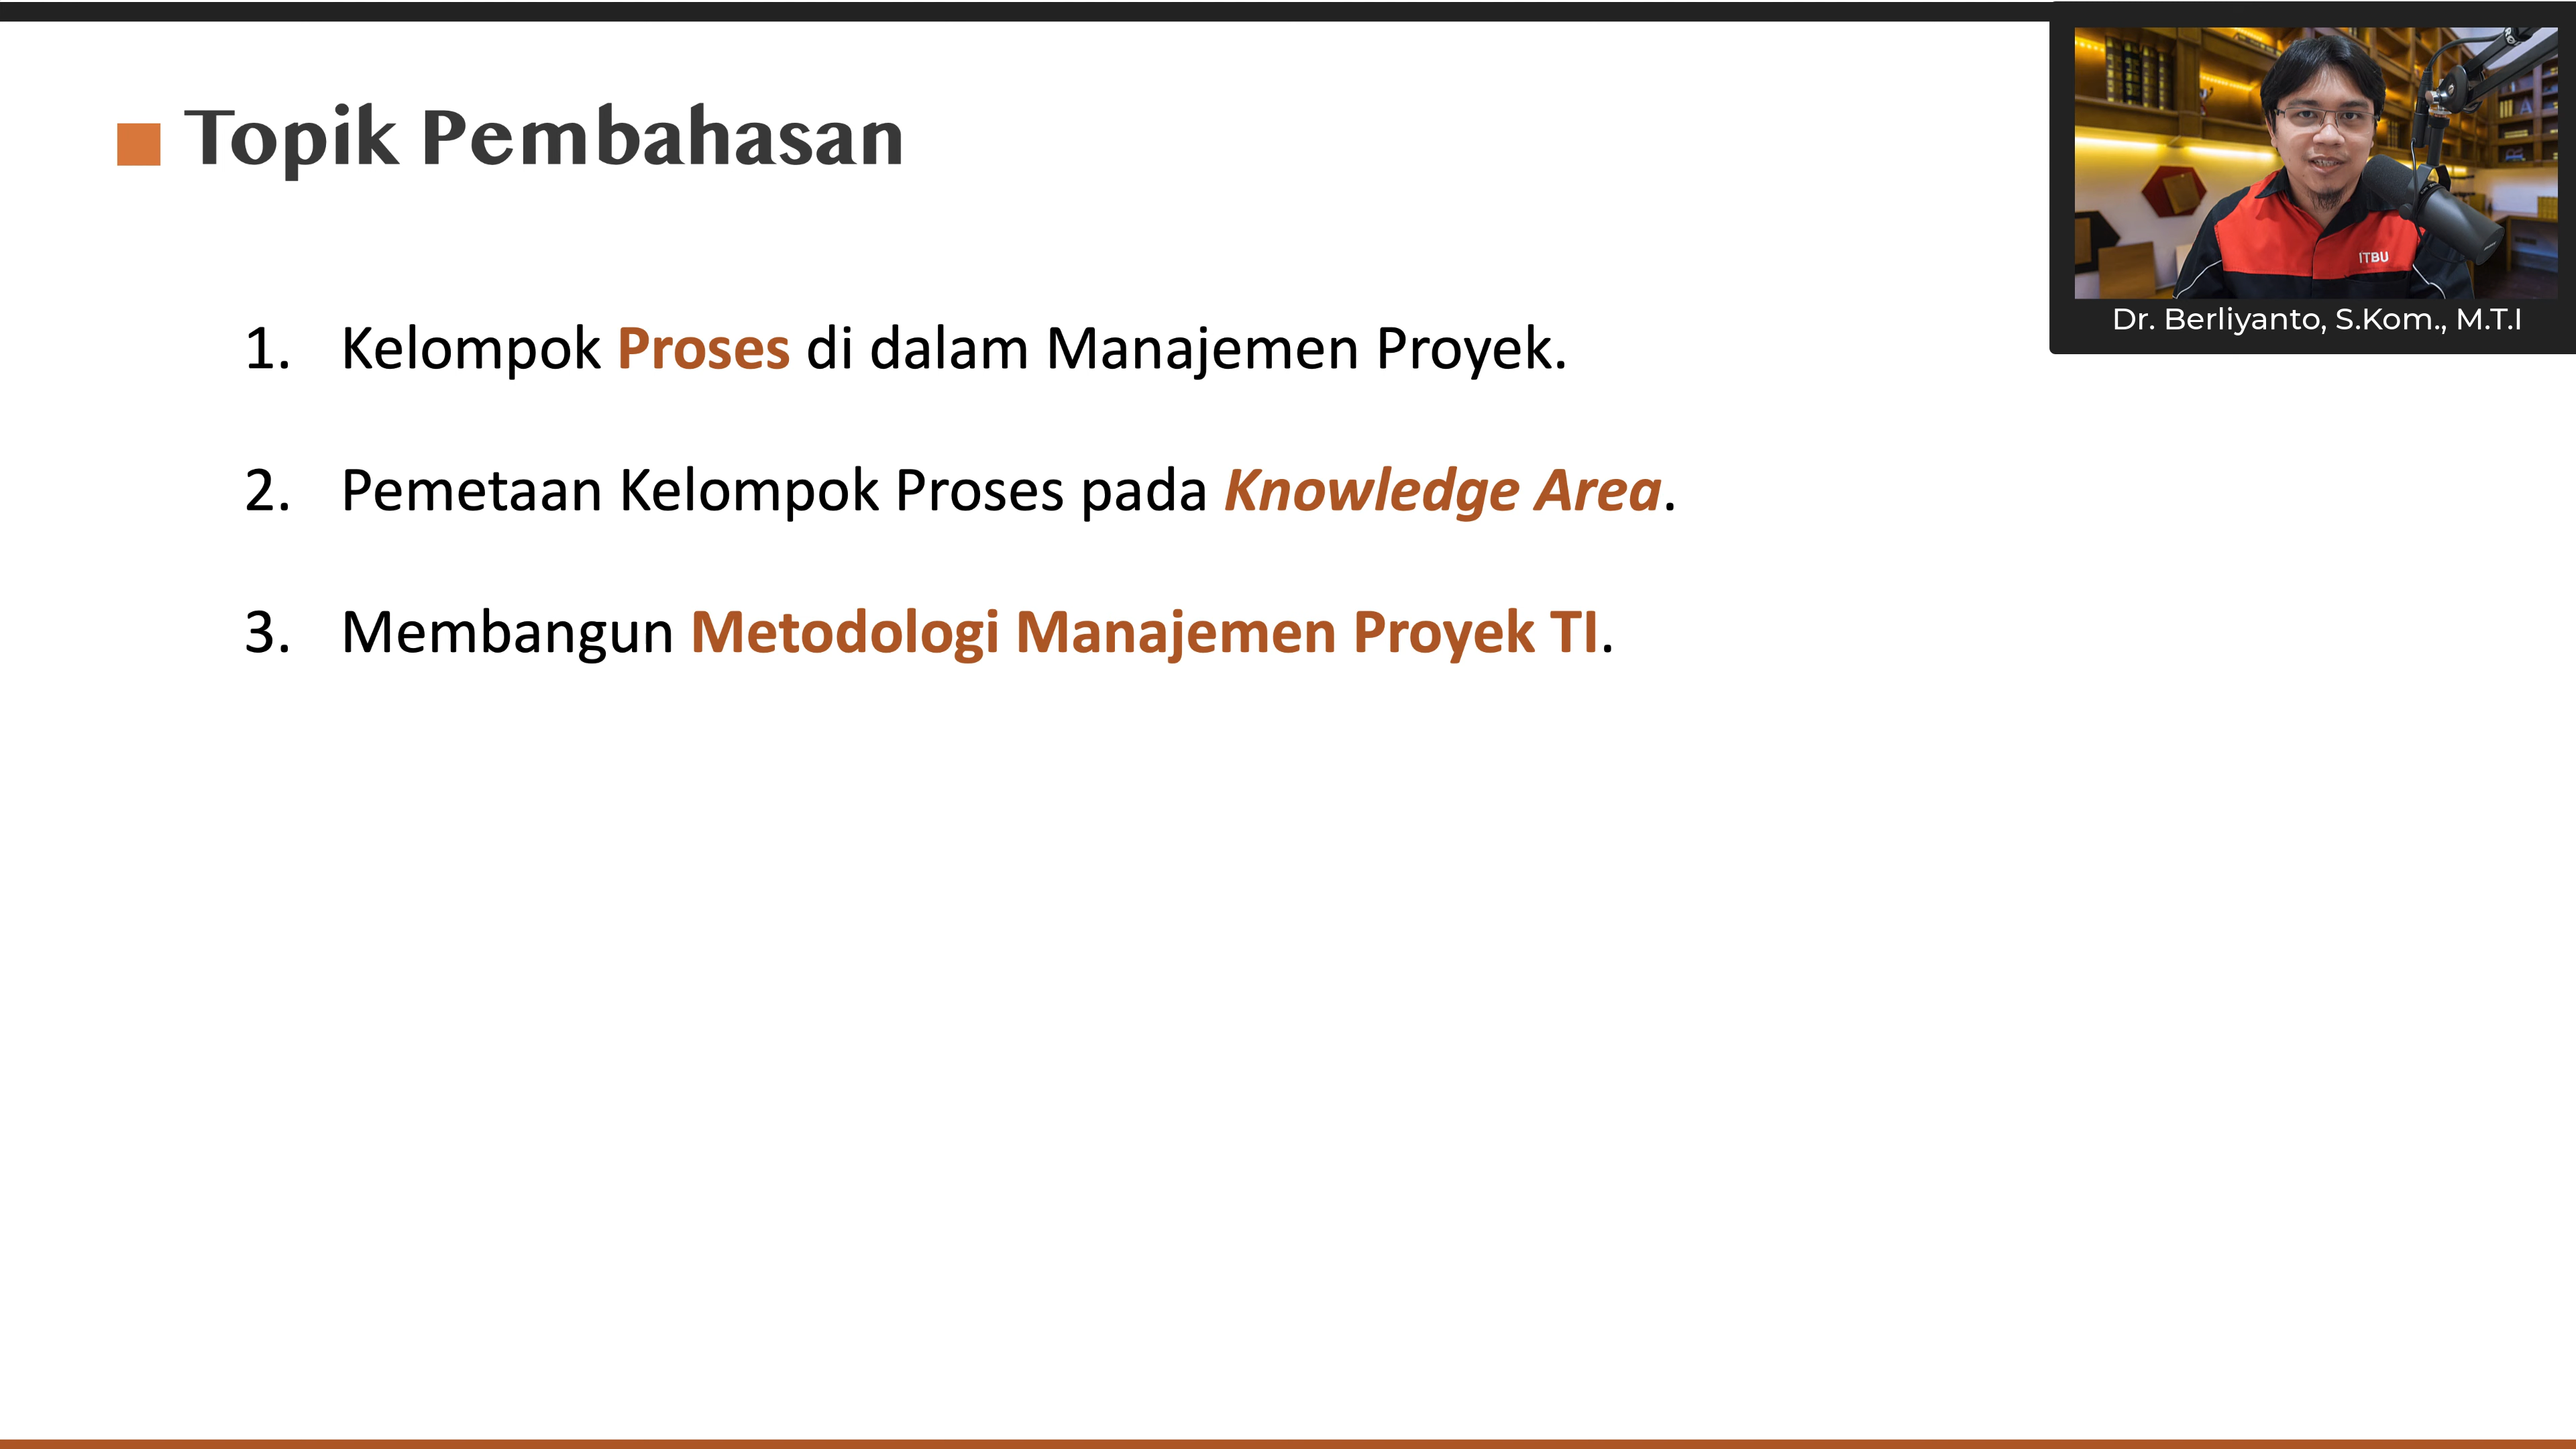 Topik Pembahasan
1. Kelompok Proses di dalam Manajemen Proyek.
2. Pemetaan Kelompok Proses pada Knowledge Area.
3. Membangun Metodologi Manajemen Proyek TI.
ITBU
Dr. Berliyanto, S.Kom., M.T.I